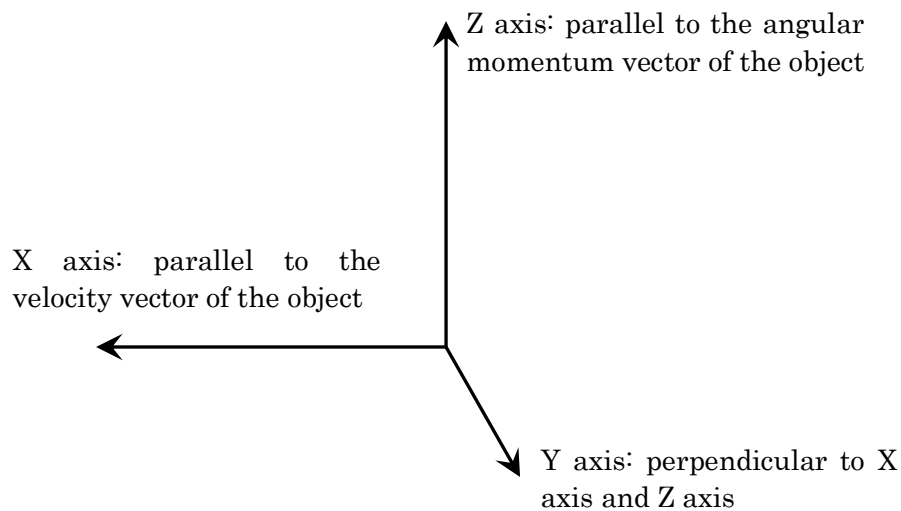 Z axis: parallel to the angular
momentum vector of the object
X axis: parallel to the
velocity vector of the object
Y axis: perpendicular to X
axis and Z axis